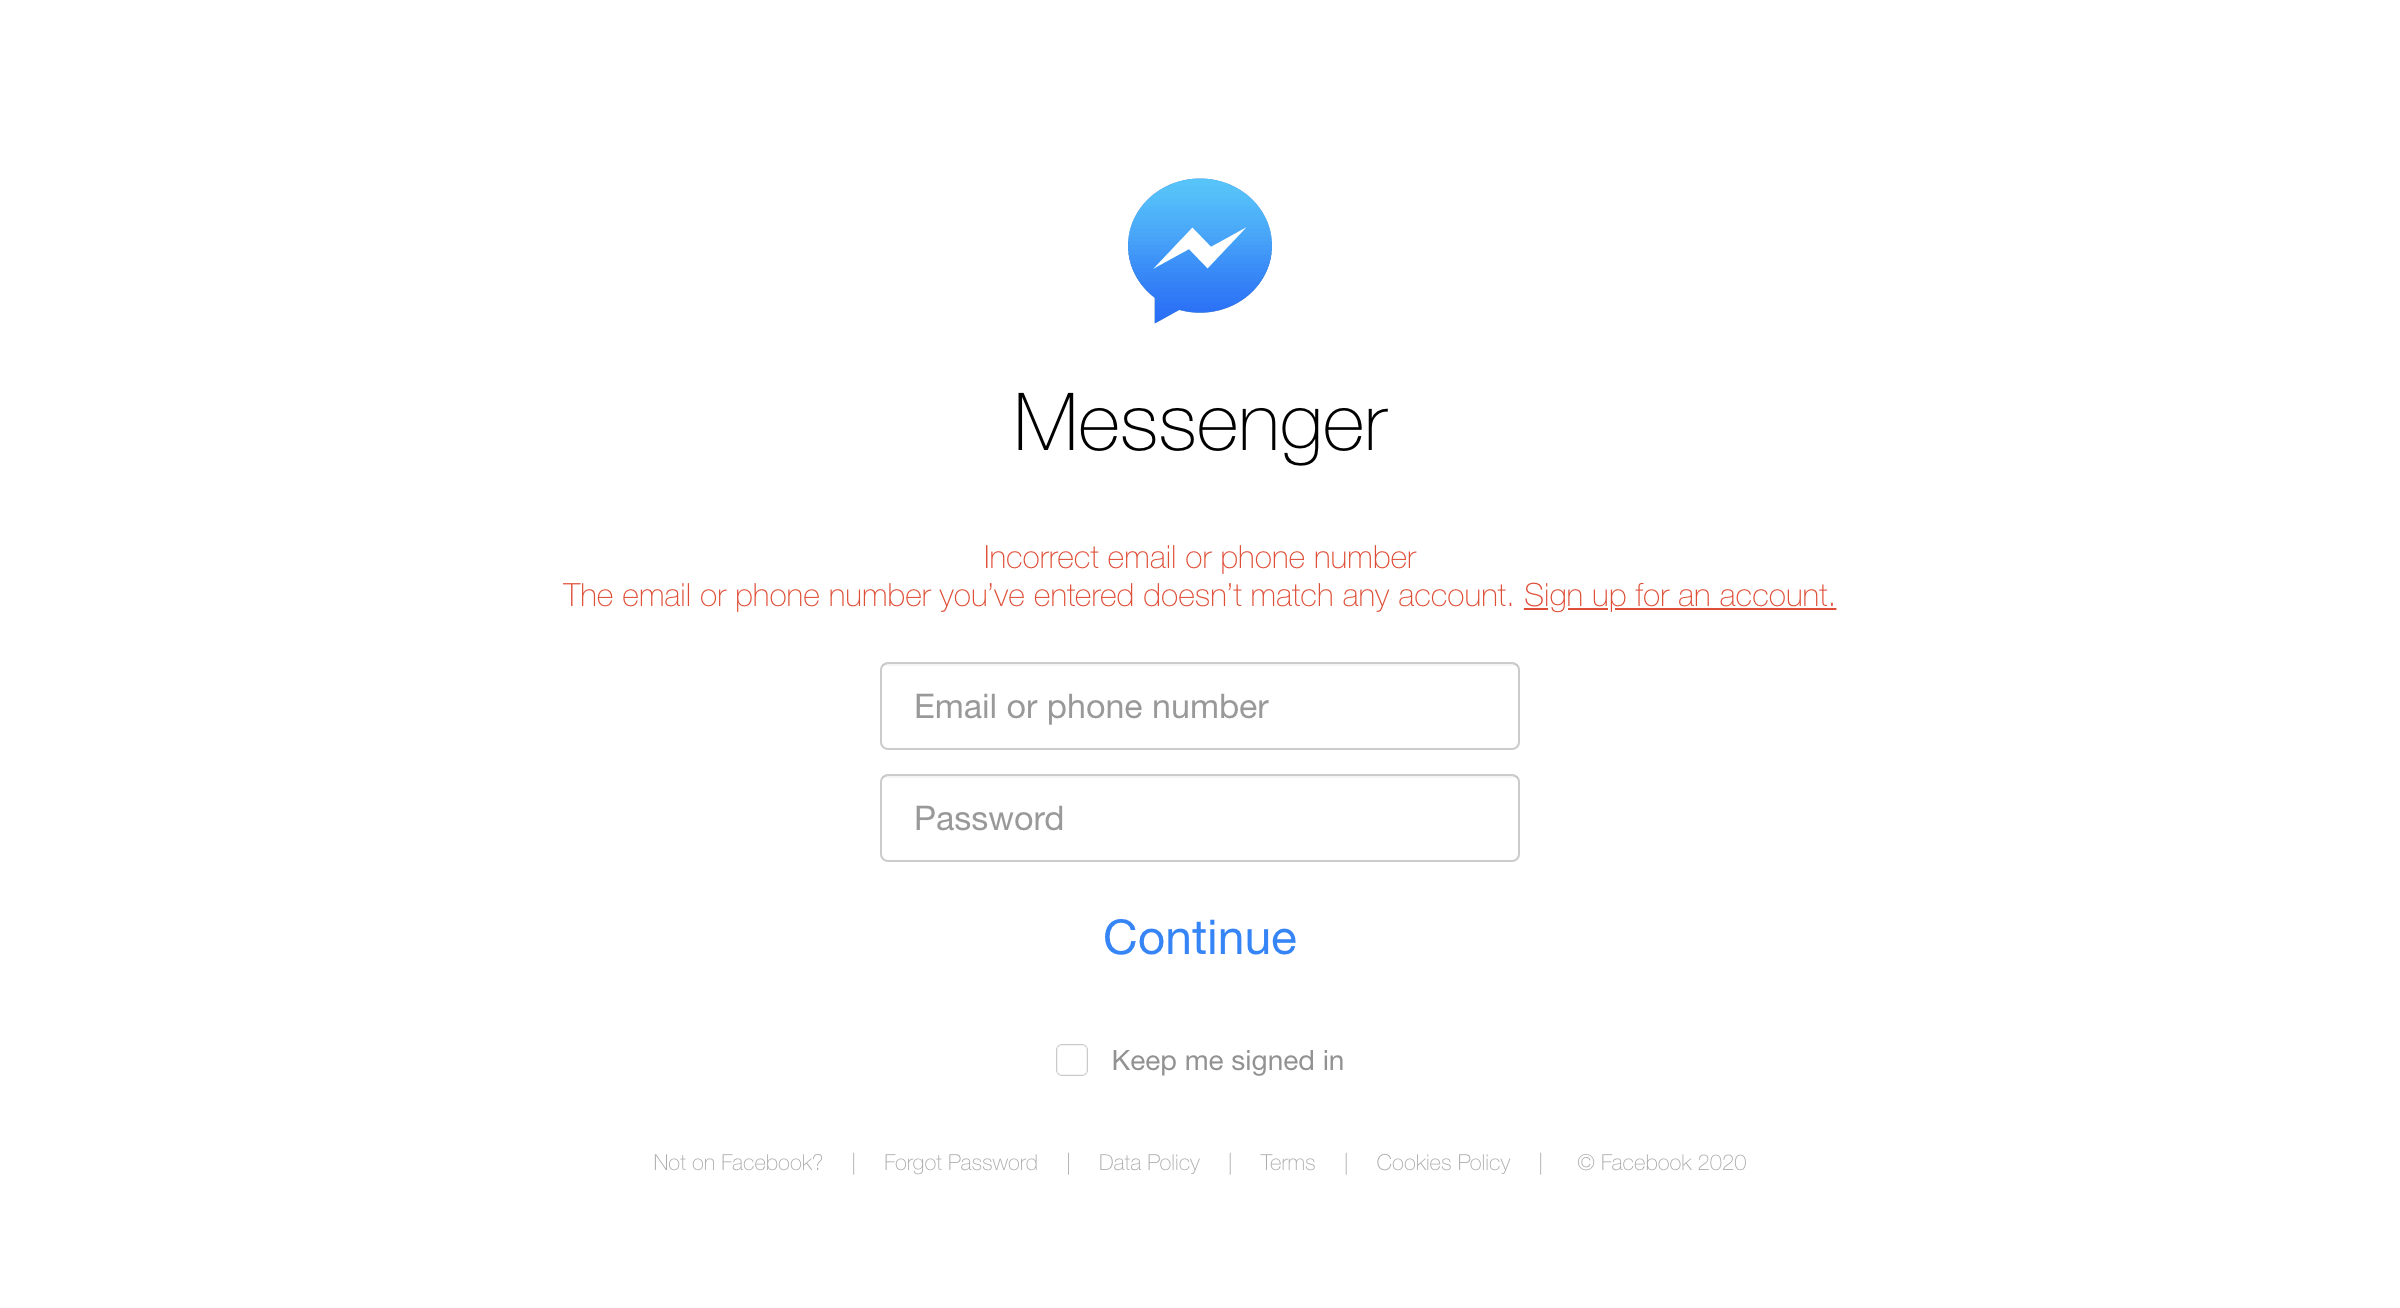 Messenger
Incorrect email or phone number
The email or phone number you’ve entered doesn’t match any account. Sign up for an account.
Email or phone number
Password
Continue
Keep me signed in
Not on Facebook? | Forgot Password | Data Policy | Terms | Cookies Policy | © Facebook 2020